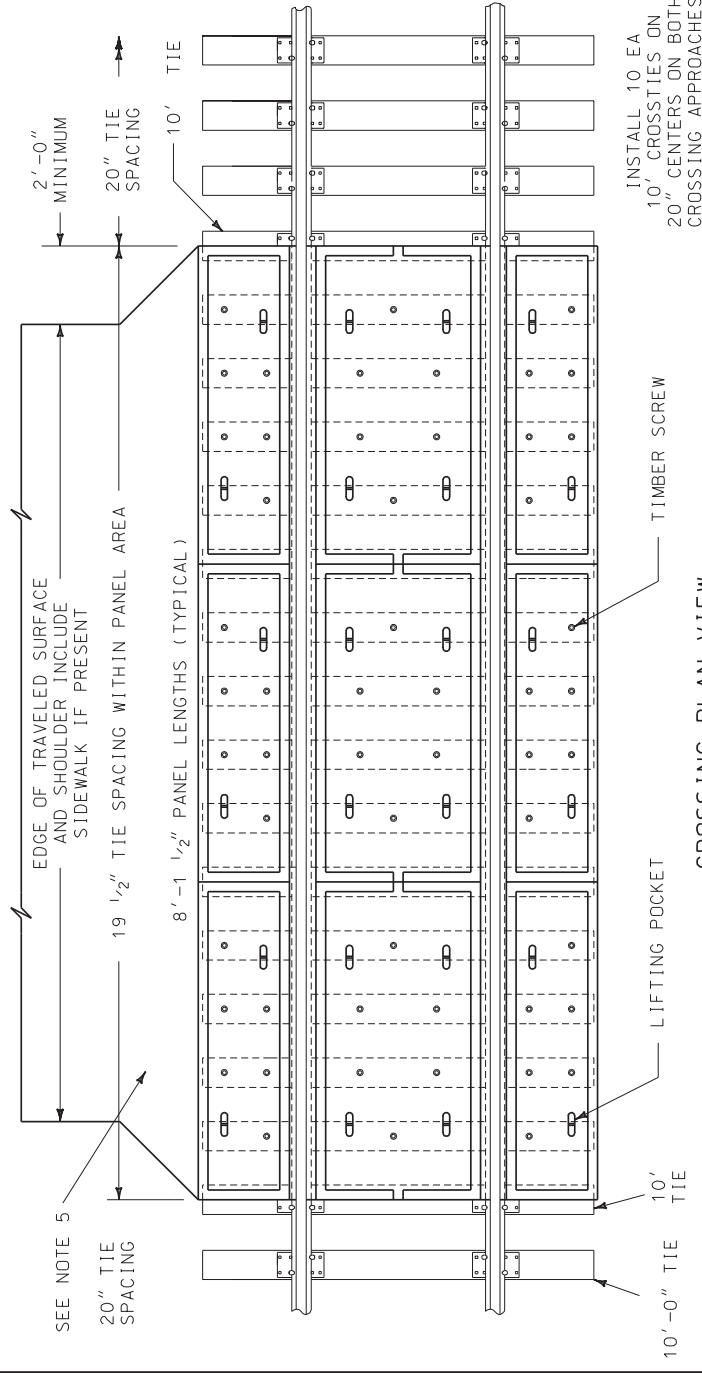 EDGE OF TRAVELED SURFACE
AND SHOULDER INCLUDE
SIDEWALK IF PRESENT
2'-0"
MINIMUM
SEE NOTE 5
19 1/2" TIE SPACING WITHIN PANEL AREA
20" TIE
SPACING
20" TIE
SPACING
8'-1 1/2" PANEL LENGTHS (TYPICAL)
10' TIE
10'-0" TIE
10'
TIE
LIFTING POCKET
TIMBER SCREW
INSTALL 10 EA
10' CROSSTIES ON
20" CENTERS ON BOTH
CROSSING APPROACHES
CROSSING PLAN VIEW